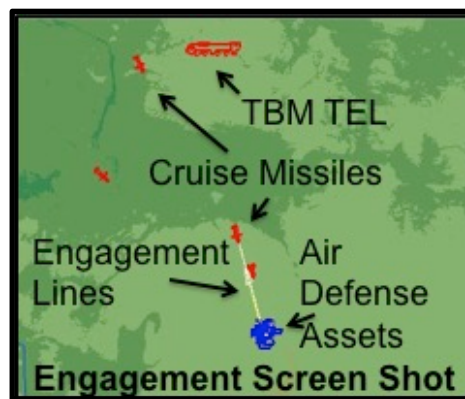 TBM TEL
Cruise Missiles
Engagement
Lines
Air
Defense
Assets
Engagement Screen Shot